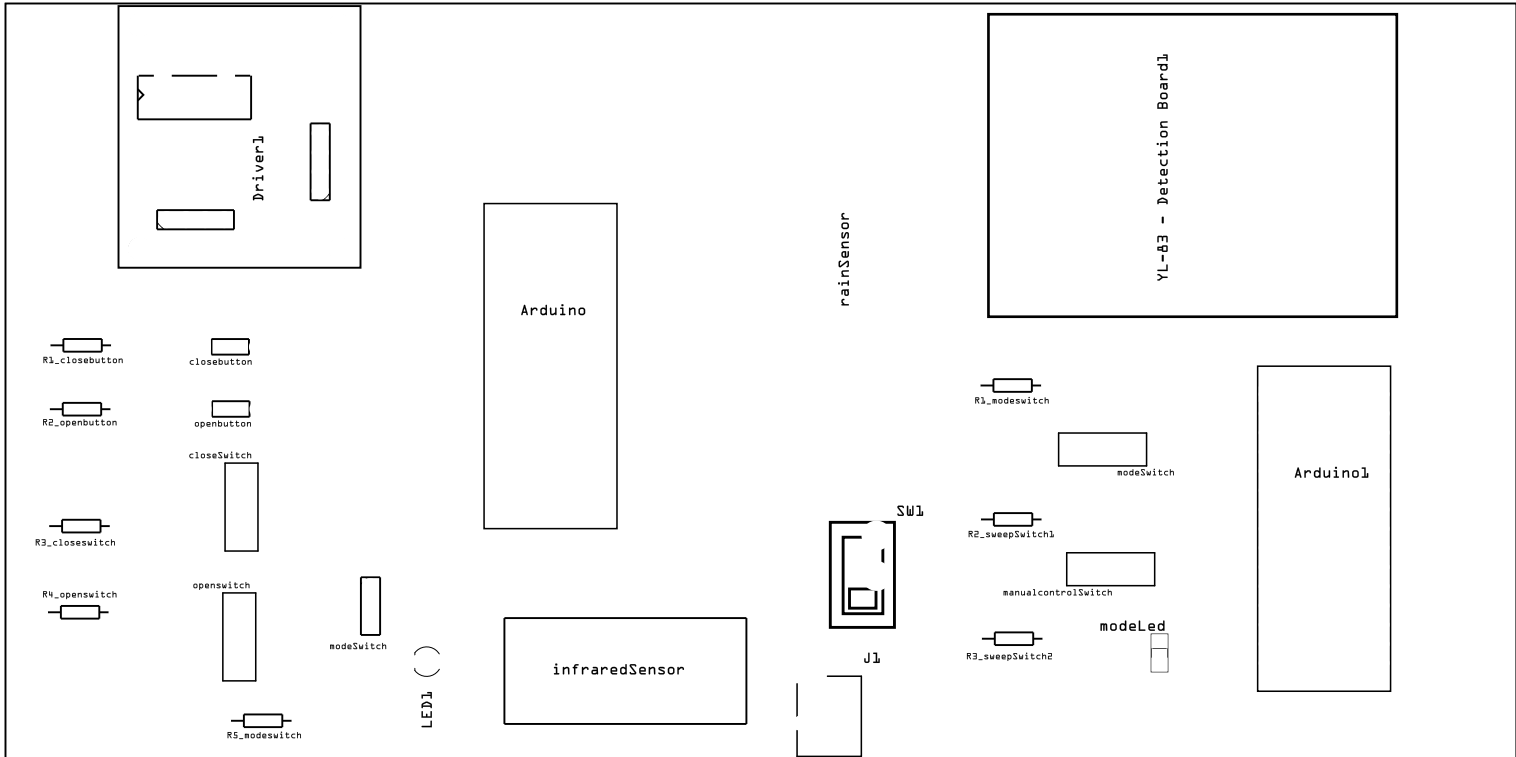 Driver1
YL-83 - Detection Board1
rainSensor
Arduino
R1_closebutton
closebutton
R2_openbutton
openbutton
R1_modeswitch
closeSwitch
modeSwitch
Arduino1
SW1
R3_closeswitch
R2_sweepSwitch1
openswitch
R4_openswitch
manualcontrolSwitch
modeLed
modeSwitch
R3_sweepSwitch2
J1
infraredSensor
LED1
R5_modeswitch